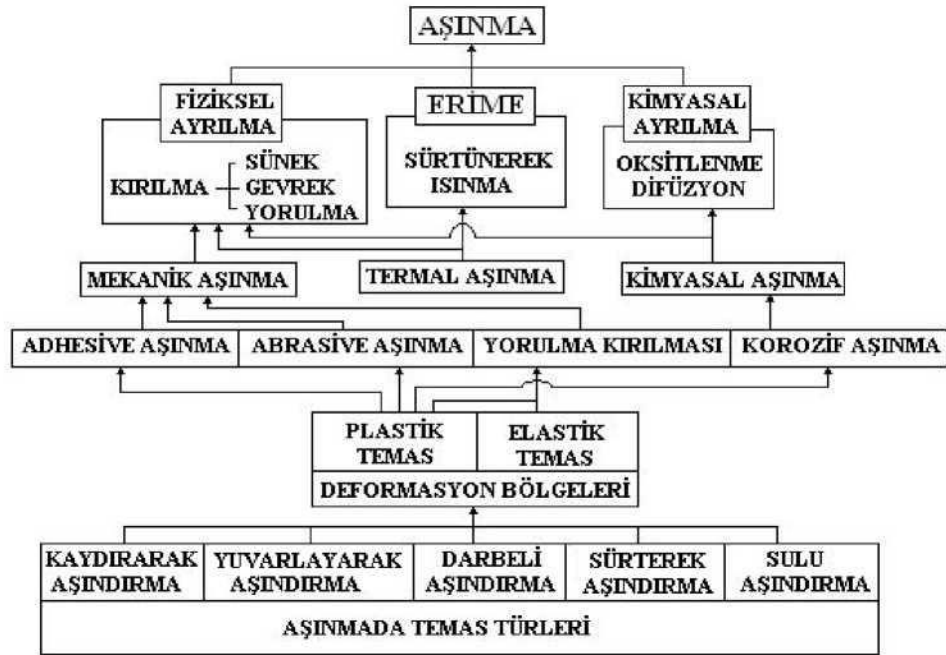 AŞINMA
FİZİKSEL
AYRILMA
ERİME
KİMYASAL
AYRILMA
KIRILMA
SÜNEK
GEVREK
YORULMA
SÜRTÜNEREK
ISINMA
OKSİTLENME
DİFÜZYON
MEKANİK AŞINMA
TERMAL AŞINMA
KİMYASAL AŞINMA
ADHESİVE AŞINMA
ABRASİVE AŞINMA
YORULMA KIRILMASI
KOROZİF AŞINMA
PLASTİK
TEMAS
ELASTİK
TEMAS
DEFORMASYON BÖLGELERİ
KAYDIRARAK
AŞINDIRMA
YUVARLAYARAK
AŞINDIRMA
DARBELİ
AŞINDIRMA
SÜRTEREK
AŞINDIRMA
SULU
AŞINDIRMA
AŞINMADA TEMAS TÜRLERİ